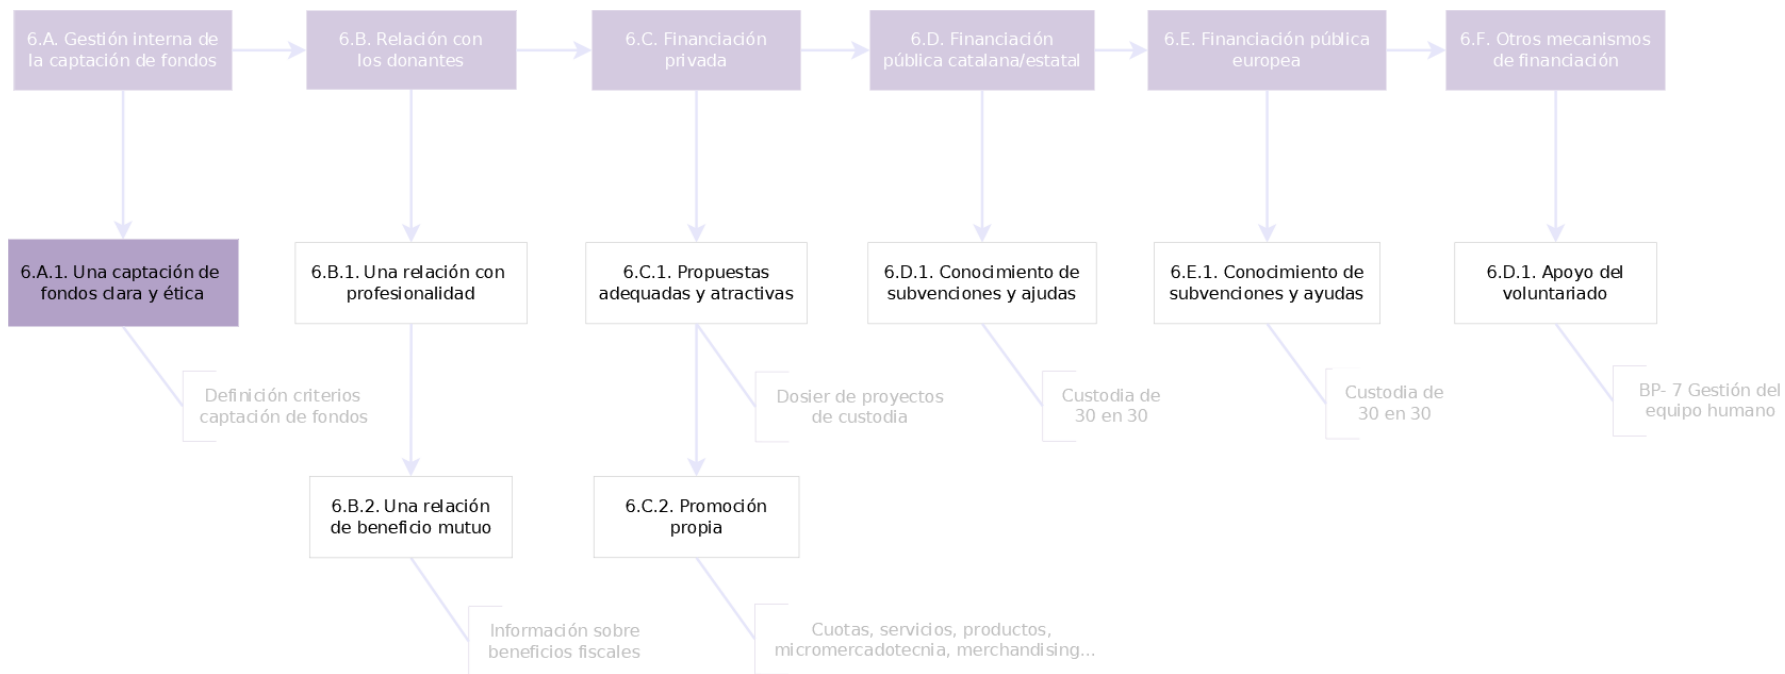 6.A. Gestión interna de
la captación de fondos
6.B. Relación con
los donantes
6.C. Financiación
privada
6.D. Financiación
pública catalana/estatal
6.E. Financiación pública
europea
6.F. Otros mecanismos
de financiación
6.A.1. Una captación de
fondos clara y ética
6.B.1. Una relación con
profesionalidad
6.C.1. Propuestas
adequadas y atractivas
6.D.1. Conocimiento de
subvenciones y ajudas
6.E.1. Conocimiento de
subvenciones y ayudas
6.D.1. Apoyo del
voluntariado
Definición criterios
captación de fondos
Dosier de proyectos
de custodia
Custodia de
30 en 30
Custodia de
30 en 30
BP- 7 Gestión del
equipo humano
6.B.2. Una relación
de beneficio mutuo
6.C.2. Promoción
propia
Información sobre
beneficios fiscales
Cuotas, servicios, productos,
micromercadotecnia, merchandising...